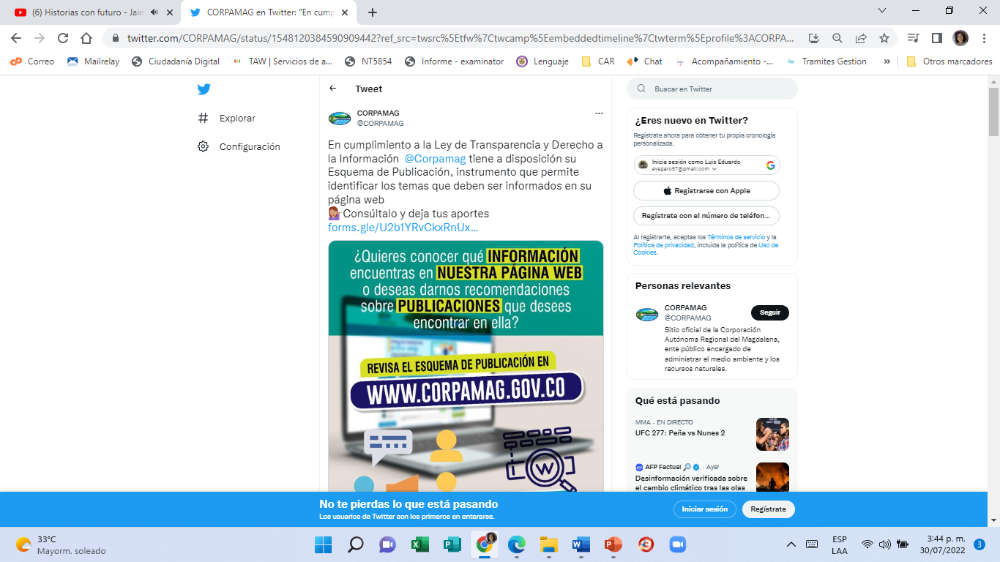 (6) Historias con futuro - Jain
CORPAMAG en Twitter: "En cump
twitter.com/CORPAMAG/status/1548120384590909442?ref_src=twsrc%5Etfw%7Ctwcamp%5Eembeddedtimeline%7Ctwterm%5Eprofile%3ACORPA...
Correo
Mailrelay
Ciudadanía Digital
TAW | Servicios de a...
NT5854
Informe - examinator
Lenguaje
CAR
Chat
Acompañamiento -...
Tramites Gestion
»
Otros marcadores
Explorar
Configuración
Tweet
CORPAMAG
@CORPAMAG
En cumplimiento a la Ley de Transparencia y Derecho a
la Información @Corpamag tiene a disposición su
Esquema de Publicación, instrumento que permite
identificar los temas que deben ser informados en su
página web
💁🏽‍♀️Consúltalo y deja tus aportes
forms.gle/U2b1YRvCkxRnUx...
¿Quieres conocer qué INFORMACIÓN
encuentras en NUESTRA PÁGINA WEB
o deseas darnos recomendaciones
sobre PUBLICACIONES que desees
encontrar en ella?
REVISA EL ESQUEMA DE PUBLICACIÓN EN
WWW.CORPAMAG.GOV.CO
W
Buscar en Twitter
¿Eres nuevo en Twitter?
Regístrate ahora para obtener tu propia cronología
personalizada.
Inicia sesión como Luis Eduardo
evegaro57@gmail.com
Registrarse con Apple
Regístrate con el número de teléfon...
Al registrarte, aceptas los Términos de servicio y la
Política de privacidad, incluida la política de Uso de
Cookies.
Personas relevantes
CORPAMAG
@CORPAMAG
Seguir
Sitio oficial de la Corporación
Autónoma Regional del Magdalena,
ente público encargado de
administrar el medio ambiente y los
recursos naturales.
Qué está pasando
MMA · EN DIRECTO
UFC 277: Peña vs Nunes 2
AFP Factual 🔎 · Ayer
Desinformación verificada sobre
el cambio climático tras las olas
No te pierdas lo que está pasando
Los usuarios de Twitter son los primeros en enterarse.
Iniciar sesión
Regístrate
33°C
Mayorm. soleado
ESP
LAA
3:44 p. m.
30/07/2022
3